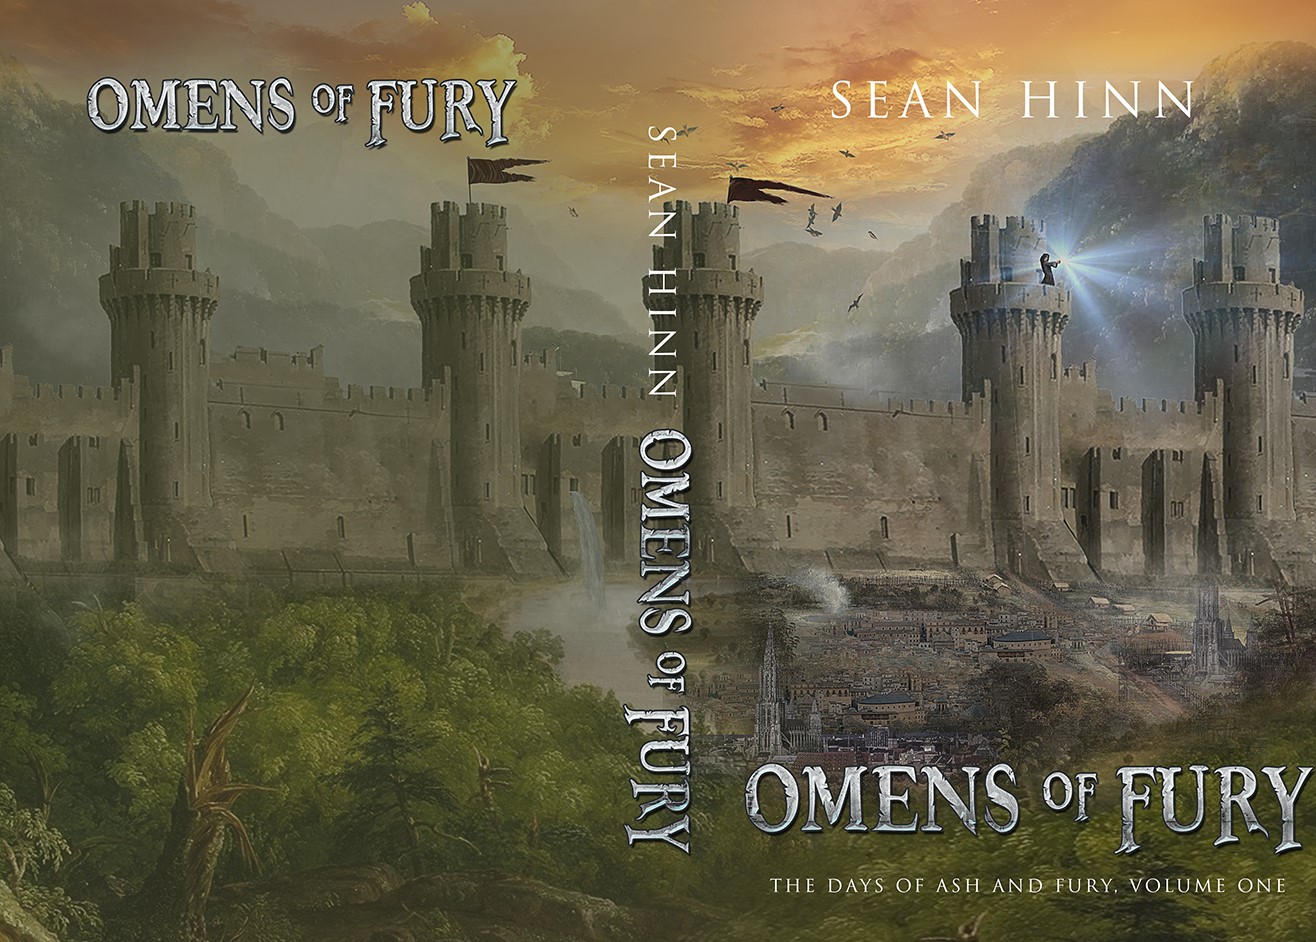 OMENS OF FURY
SEAN HINN OMENS OF FURY
SEAN HINN
OMENS OF FURY
THE DAYS OF ASH AND FURY, VOLUME ONE